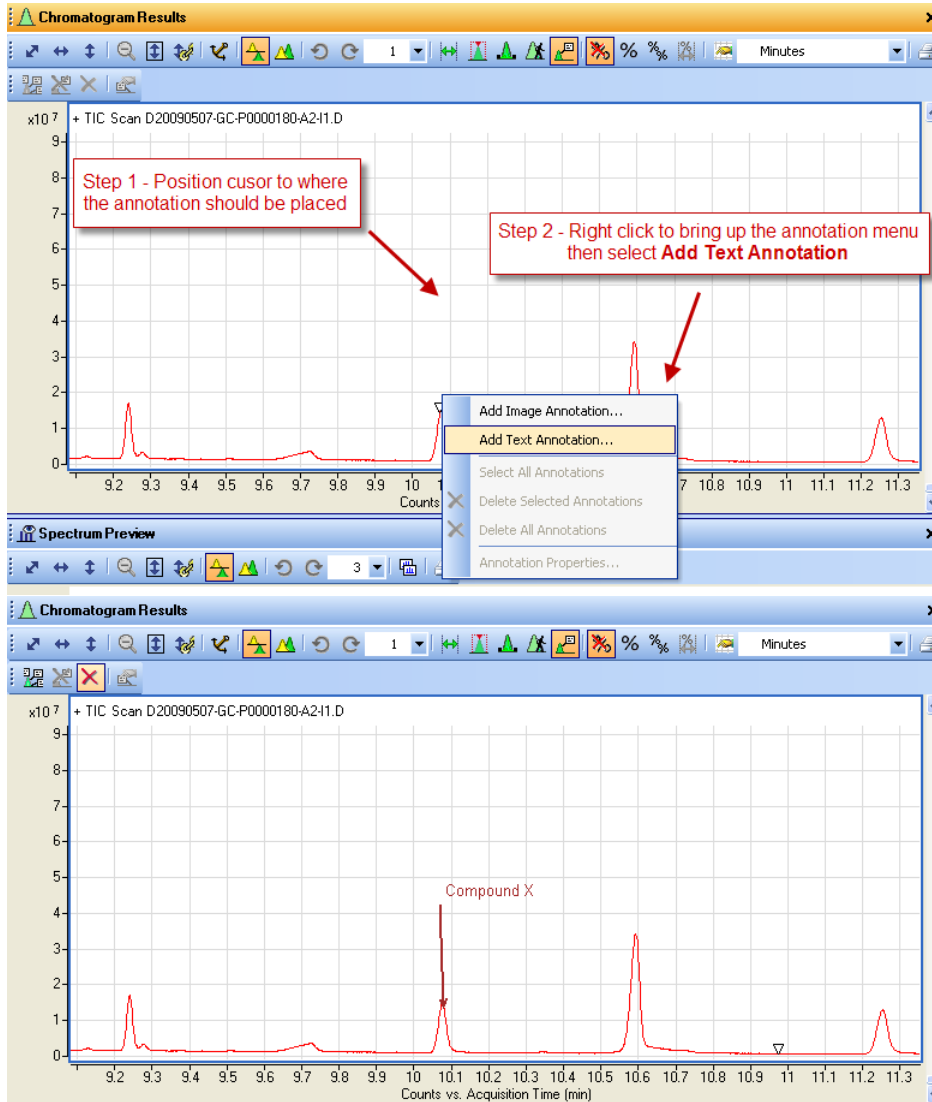 Chromatogram Results
1
% Minutes
x10 7
+ TIC Scan D20090507-GC-P0000180-A2-I1.D
9
8
7
6
5
4
3
2
1
0
Step 1 - Position cusor to where
the annotation should be placed
Step 2 - Right click to bring up the annotation menu
then select Add Text Annotation
Add Image Annotation...
Add Text Annotation...
Select All Annotations
Delete Selected Annotations
Delete All Annotations
Annotation Properties...
9.2 9.3 9.4 9.5 9.6 9.7 9.8 9.9 10 10.8 10.9 11 11.1 11.2 11.3
Counts
Spectrum Preview
3
Chromatogram Results
1
% Minutes
x10 7
+ TIC Scan D20090507-GC-P0000180-A2-I1.D
9
8
7
6
5
4
3
2
1
0
Compound X
9.2 9.3 9.4 9.5 9.6 9.7 9.8 9.9 10 10.1 10.2 10.3 10.4 10.5 10.6 10.7 10.8 10.9 11 11.1 11.2 11.3
Counts vs. Acquisition Time (min)